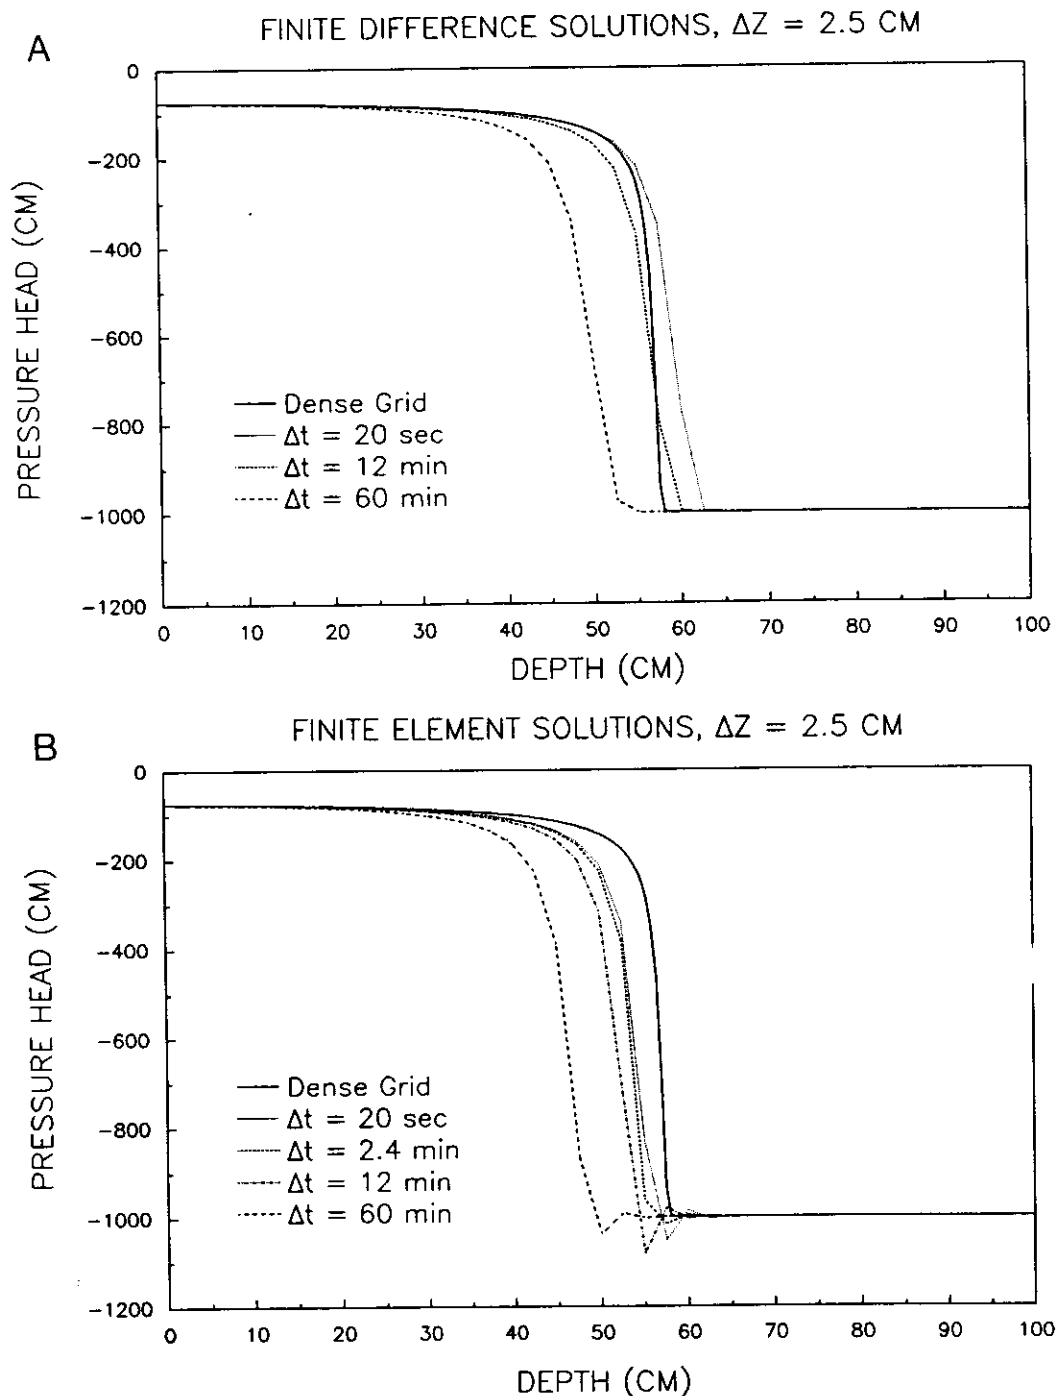 A
FINITE DIFFERENCE SOLUTIONS, ΔZ = 2.5 CM
PRESSURE HEAD (CM)
0
−200
−400
−600
−800
−1000
−1200
Dense Grid
Δt = 20 sec
Δt = 12 min
Δt = 60 min
0 10 20 30 40 50 60 70 80 90 100
DEPTH (CM)
B
FINITE ELEMENT SOLUTIONS, ΔZ = 2.5 CM
PRESSURE HEAD (CM)
0
−200
−400
−600
−800
−1000
−1200
Dense Grid
Δt = 20 sec
Δt = 2.4 min
Δt = 12 min
Δt = 60 min
0 10 20 30 40 50 60 70 80 90 100
DEPTH (CM)